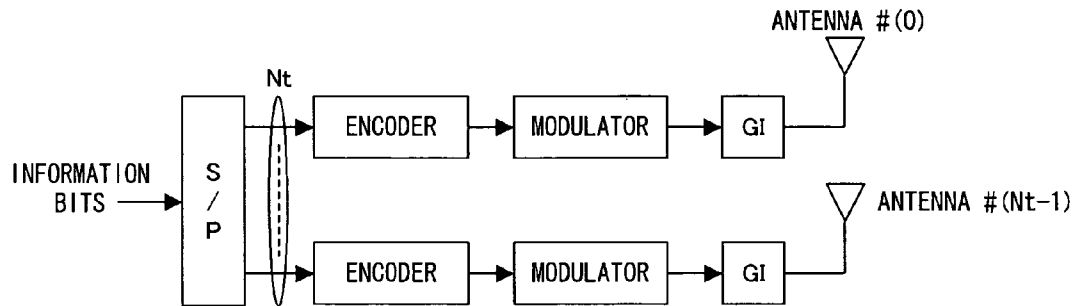 ANTENNA #(0)
Nt
ENCODER
MODULATOR
GI
INFORMATION
BITS
S
/
P
ANTENNA #(Nt-1)
ENCODER
MODULATOR
GI